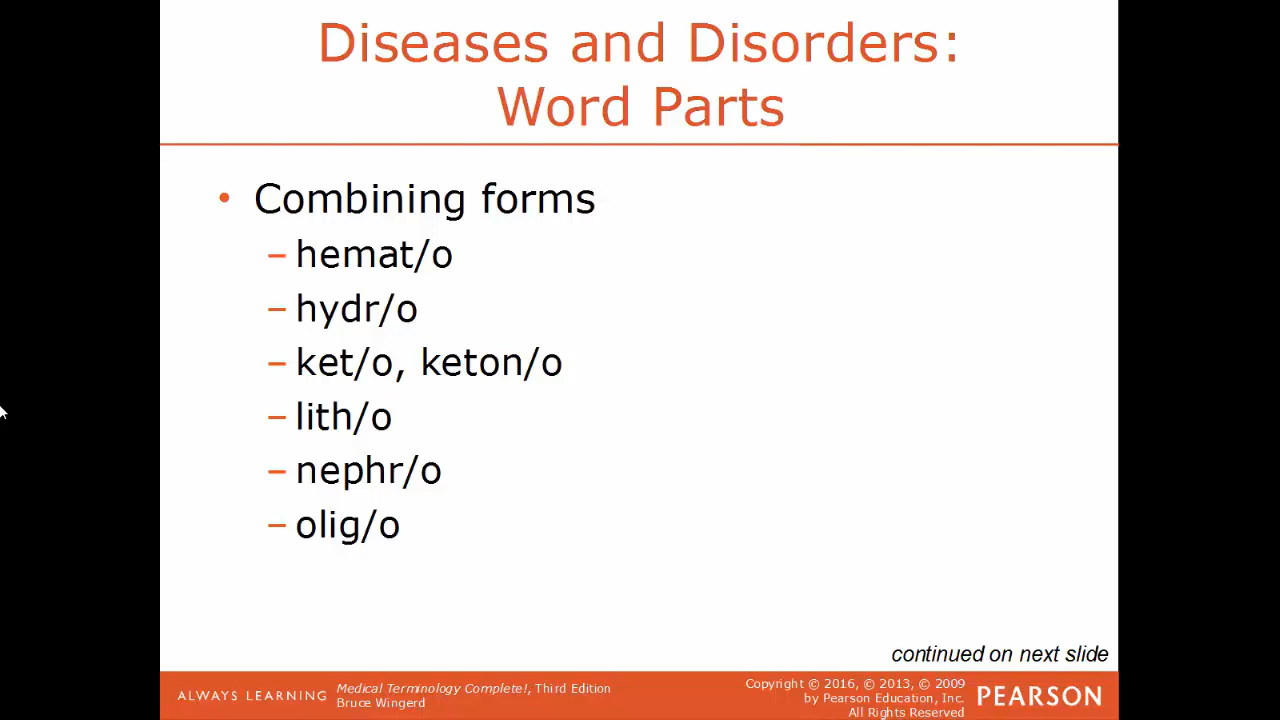 Diseases and Disorders:
Word Parts
• Combining forms
– hemat/o
– hydr/o
– ket/o, keton/o
– lith/o
– nephr/o
– olig/o
continued on next slide
ALWAYS LEARNING
Medical Terminology Complete!, Third Edition
Bruce Wingerd
Copyright © 2016, © 2013, © 2009
by Pearson Education, Inc.
All Rights Reserved
PEARSON